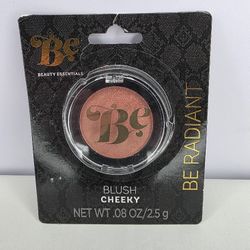 Be
BEAUTY ESSENTIALS
Be
BE RADIANT
BLUSH
CHEEKY
NET WT .08 OZ/2.5 g